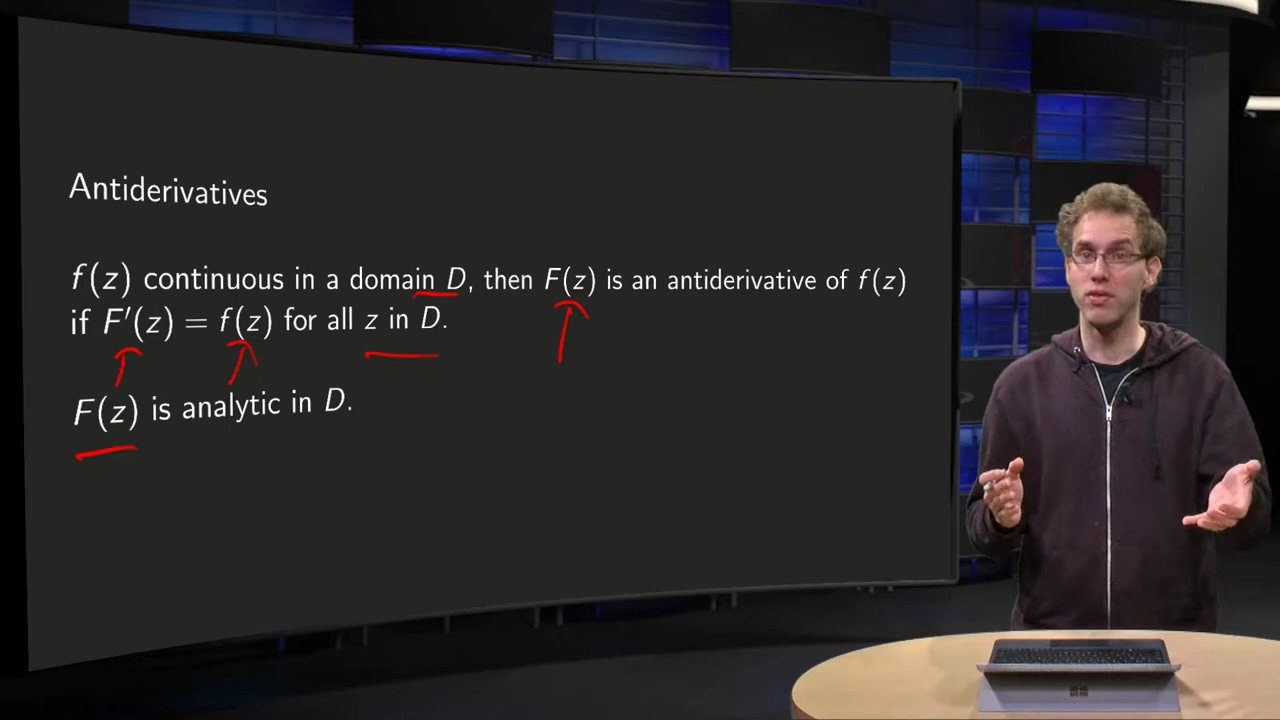 Antiderivatives
f(z) continuous in a domain D, then F(z) is an antiderivative of f(z)
if F′(z) = f(z) for all z in D.
F(z) is analytic in D.